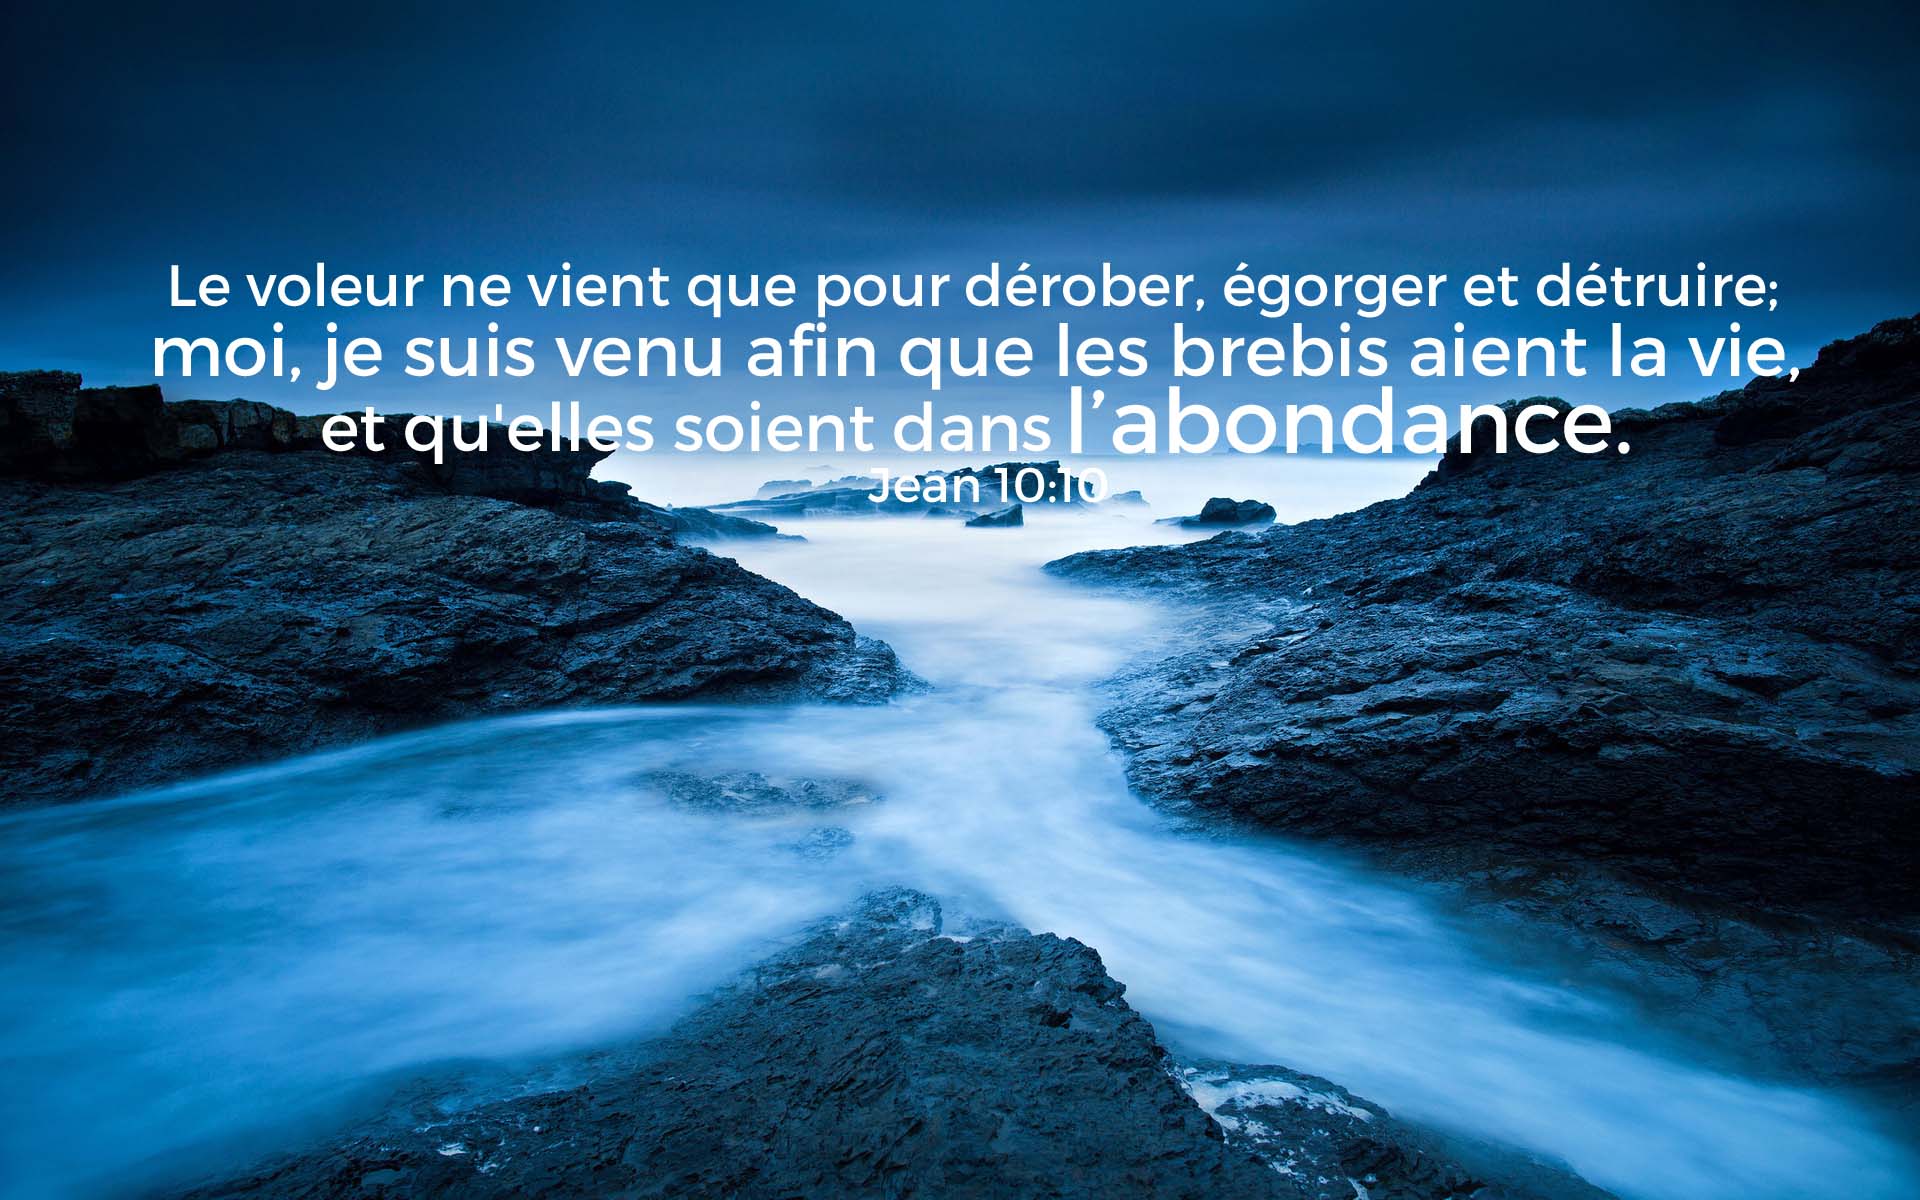 Le voleur ne vient que pour dérober, égorger et détruire;
moi, je suis venu afin que les brebis aient la vie,
et qu'elles soient dans l’abondance.
Jean 10:10